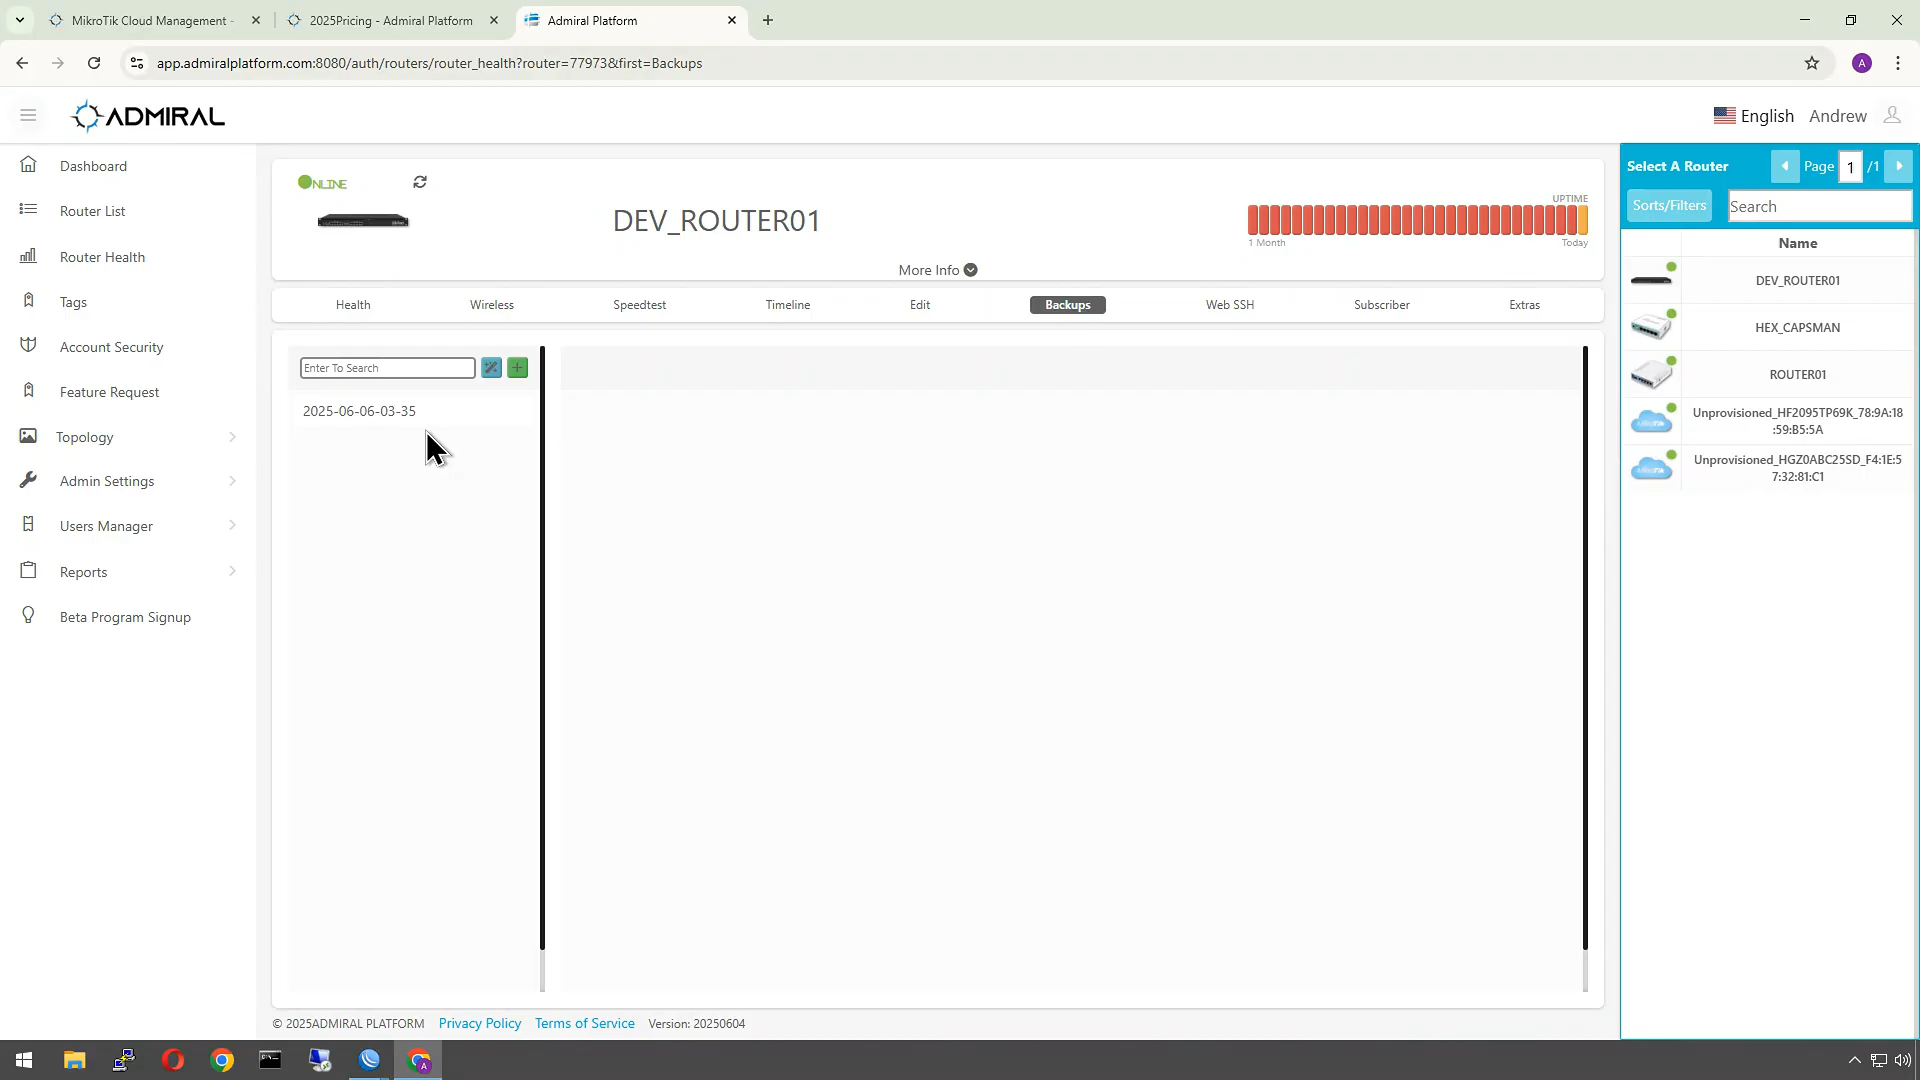 MikroTik Cloud Management -
2025Pricing - Admiral Platform
Admiral Platform
app.admiralplatform.com:8080/auth/routers/router_health?router=77973&first=Backups
A
ADMIRAL
English
Andrew
Dashboard
Router List
Router Health
Tags
Account Security
Feature Request
Topology
Admin Settings
Users Manager
Reports
Beta Program Signup
NLINE
DEV_ROUTER01
UPTIME
1 Month
Today
More Info
Health
Wireless
Speedtest
Timeline
Edit
Backups
Web SSH
Subscriber
Extras
Enter To Search
2025-06-06-03-35
Select A Router
Page 1 /1
Sorts/Filters
Search
Name
DEV_ROUTER01
HEX_CAPSMAN
ROUTER01
Unprovisioned_HF2095TP69K_78:9A:18
:59:B5:5A
Unprovisioned_HGZ0ABC25SD_F4:1E:5
7:32:81:C1
© 2025ADMIRAL PLATFORM Privacy Policy Terms of Service Version: 20250604